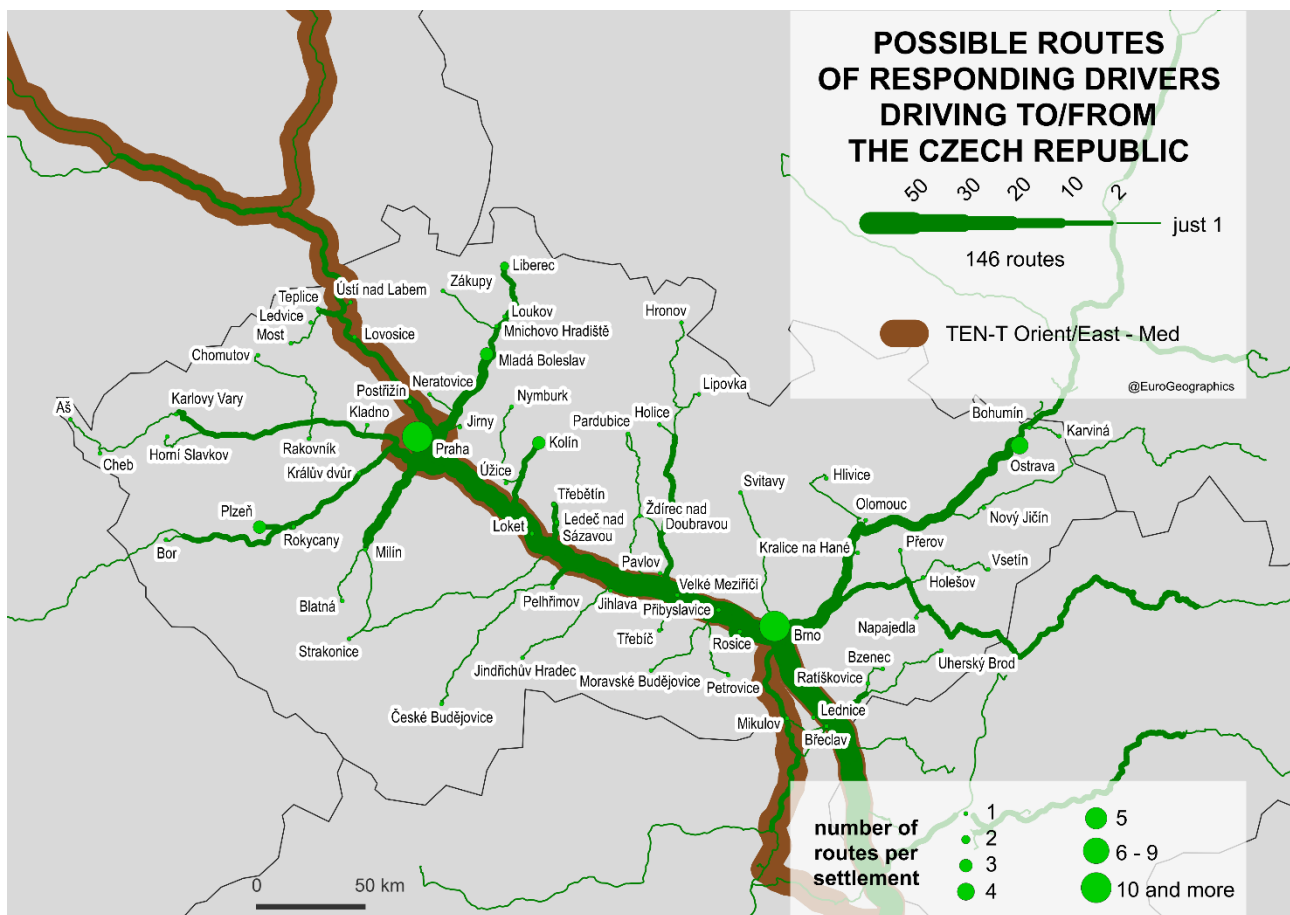 POSSIBLE ROUTES
OF RESPONDING DRIVERS
DRIVING TO/FROM
THE CZECH REPUBLIC
50
30
20
10
2
just 1
146 routes
TEN-T Orient/East - Med
@EuroGeographics
Liberec
Zákupy
Teplice
Ústí nad Labem
Ledvice
Loukov
Hronov
Most
Mnichovo Hradiště
Lovosice
Chomutov
Mladá Boleslav
Neratovice
Lipovka
Postřižín
Nymburk
Karlovy Vary
Aš
Kladno
Pardubice
Holice
Bohumín
Jirny
Karviná
Praha
Kolín
Horní Slavkov
Rakovník
Cheb
Ostrava
Králův dvůr
Úžice
Svitavy
Hlivice
Třebětín
Olomouc
Plzeň
Ždírec nad
Doubravou
Ledeč nad
Sázavou
Loket
Nový Jičín
Rokycany
Přerov
Bor
Milín
Kralice na Hané
Pavlov
Vsetín
Velké Meziříčí
Holešov
Pelhřimov
Jihlava
Blatná
Přibyslavice
Napajedla
Třebíč
Brno
Strakonice
Rosice
Bzenec
Uherský Brod
Jindřichův Hradec
Moravské Budějovice
Ratíškovice
Petrovice
České Budějovice
Lednice
Mikulov
Břeclav
number of
routes per
settlement
1
2
3
4
5
6 - 9
10 and more
0
50 km